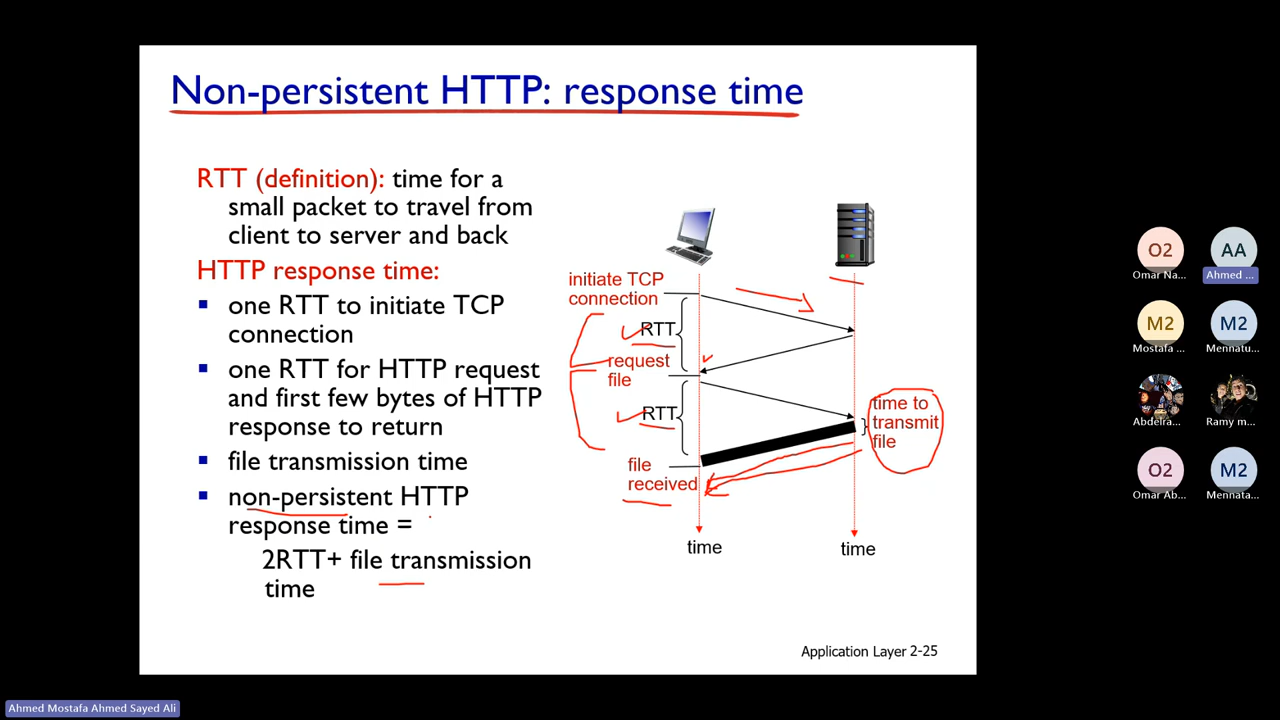 Non-persistent HTTP: response time
RTT (definition): time for a
small packet to travel from
client to server and back
HTTP response time:
▪ one RTT to initiate TCP
connection
▪ one RTT for HTTP request
and first few bytes of HTTP
response to return
▪ file transmission time
▪ non-persistent HTTP
response time =
2RTT+ file transmission
time
initiate TCP
connection
RTT
request
file
RTT
file
received
time to
transmit
file
time
time
Application Layer 2-25
O2
Omar Na...
AA
Ahmed ...
M2
Mostafa ...
M2
Mennatu...
Abdelra...
Ramy m...
O2
Omar Ab...
M2
Mennata...
Ahmed Mostafa Ahmed Sayed Ali